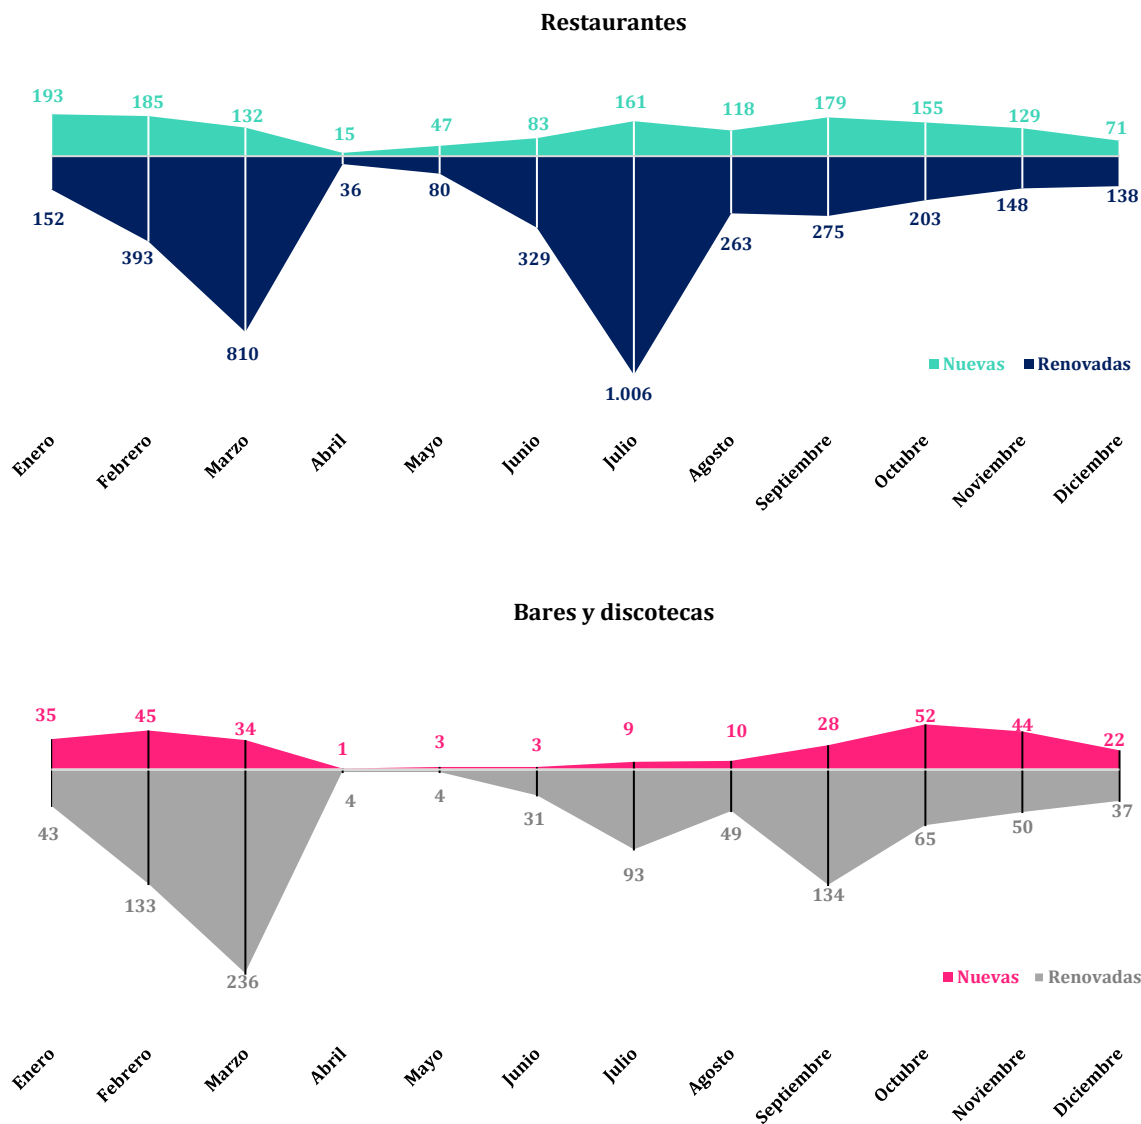 Restaurantes
193 185 132 15 47 83 161 118 179 155 129 71
152 393 810 36 80 329 1.006 263 275 203 148 138
Nuevas Renovadas
Enero Febrero Marzo Abril Mayo Junio Julio Agosto Septiembre Octubre Noviembre Diciembre
Bares y discotecas
35 45 34 1 3 3 9 10 28 52 44 22
43 133 236 4 4 31 93 49 134 65 50 37
Nuevas Renovadas
Enero Febrero Marzo Abril Mayo Junio Julio Agosto Septiembre Octubre Noviembre Diciembre